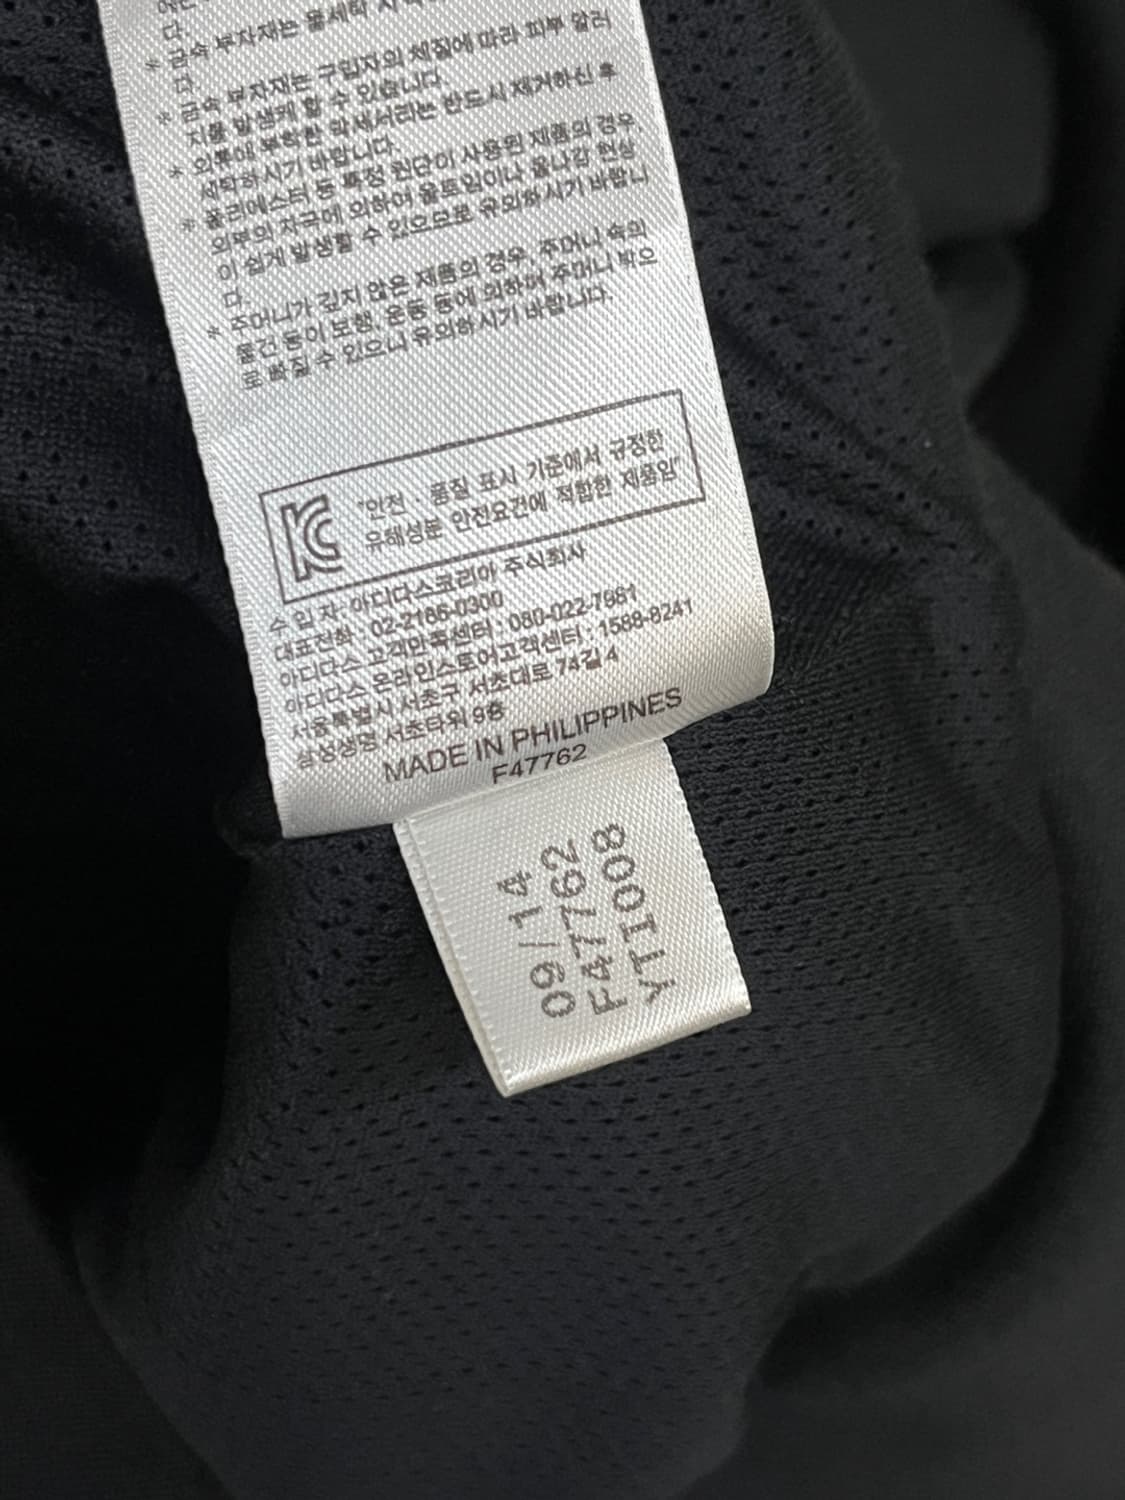 다.
* 금속 부자재는 물세탁 시
다.
* 금속 부자재는 구입자의 체질에 따라 피부 알러
지를 발생케 할 수 있습니다.
* 의류에 부착한 악세서리는 반드시 제거하신 후
세탁하시기 바랍니다.
* 폴리에스터 등 특정 원단이 사용된 제품의 경우,
외부의 자극에 의하여 올트임이나 올나감 현상
이 쉽게 발생할 수 있으므로 유의하시기 바랍니
다.
* 주머니가 깊지 않은 제품의 경우, 주머니 속의
물건 등이 보행, 운동 등에 의하여 주머니 밖으
로 빠질 수 있으니 유의하시기 바랍니다.
"안전 · 품질 표시 기준에서 규정한
유해성분 안전요건에 적합한 제품임"
수 입 자: 아디다스코리아 주식회사
대표전화 : 02-2186-0300
아디다스 고객만족센터 : 080-022-7981
아디다스 온라인스토어고객센터 : 1588-8241
서울특별시 서초구 서초대로 74길 4
삼성생명 서초타워 9층
MADE IN PHILIPPINES
F47762
09/14
F47762
YTI008